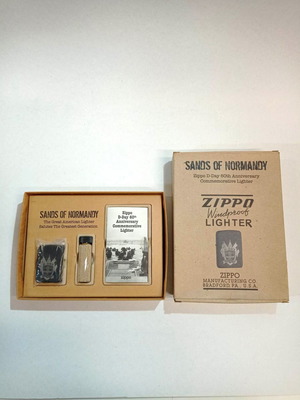 SANDS OF NORMANDY
The Great American Lighter
Salutes The Greatest Generation
Zippo
D-Day 60th
Anniversary
Commemorative
Lighter
Zippo
SANDS OF NORMANDY
Zippo D-Day 60th Anniversary
Commemorative Lighter
ZIPPO
Windproof
LIGHTER
ZIPPO
MANUFACTURING CO.
BRADFORD PA., U.S.A.